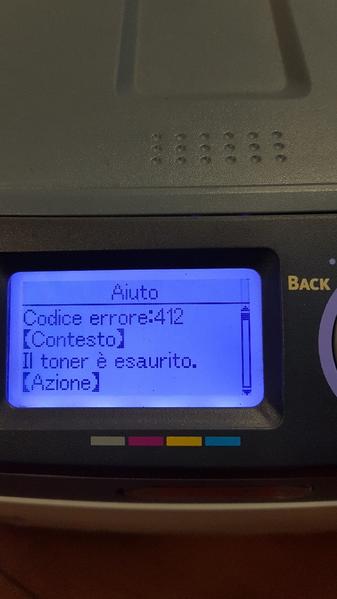 Aiuto
Codice errore:412
【Contesto】
Il toner è esaurito.
【Azione】
BACK